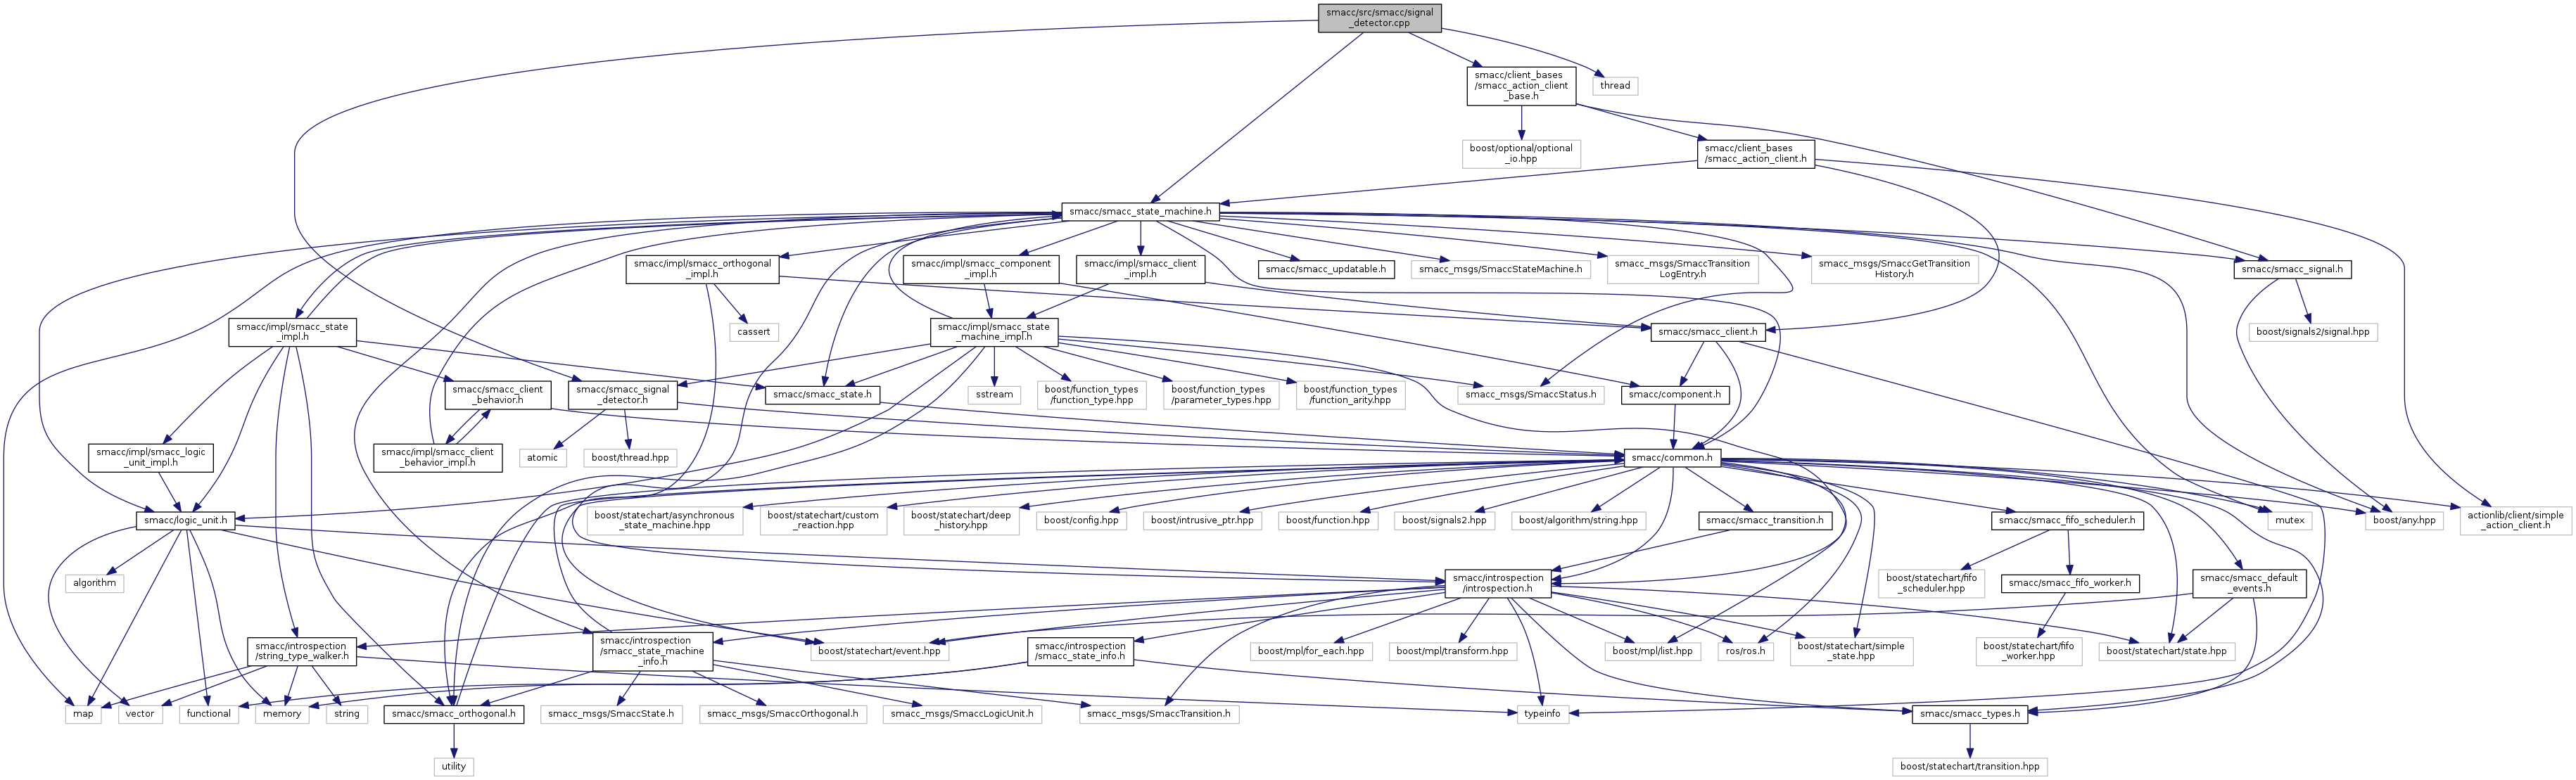 smacc/src/smacc/signal
_detector.cpp
smacc/client_bases
/smacc_action_client
_base.h
thread
boost/optional/optional
_io.hpp
smacc/client_bases
/smacc_action_client.h
smacc/smacc_state_machine.h
smacc/impl/smacc_orthogonal
_impl.h
smacc/impl/smacc_component
_impl.h
smacc/impl/smacc_client
_impl.h
smacc/smacc_updatable.h
smacc_msgs/SmaccStateMachine.h
smacc_msgs/SmaccTransition
LogEntry.h
smacc_msgs/SmaccGetTransition
History.h
smacc/smacc_signal.h
smacc/impl/smacc_state
_impl.h
cassert
smacc/impl/smacc_state
_machine_impl.h
smacc/smacc_client.h
boost/signals2/signal.hpp
smacc/smacc_client
_behavior.h
smacc/smacc_signal
_detector.h
smacc/smacc_state.h
sstream
boost/function_types
/function_type.hpp
boost/function_types
/parameter_types.hpp
boost/function_types
/function_arity.hpp
smacc_msgs/SmaccStatus.h
smacc/component.h
smacc/impl/smacc_logic
_unit_impl.h
smacc/impl/smacc_client
_behavior_impl.h
atomic
boost/thread.hpp
smacc/common.h
smacc/logic_unit.h
boost/statechart/asynchronous
_state_machine.hpp
boost/statechart/custom
_reaction.hpp
boost/statechart/deep
_history.hpp
boost/config.hpp
boost/intrusive_ptr.hpp
boost/function.hpp
boost/signals2.hpp
boost/algorithm/string.hpp
smacc/smacc_transition.h
smacc/smacc_fifo_scheduler.h
mutex
boost/any.hpp
actionlib/client/simple
_action_client.h
algorithm
smacc/introspection
/introspection.h
boost/statechart/fifo
_scheduler.hpp
smacc/smacc_fifo_worker.h
smacc/smacc_default
_events.h
smacc/introspection
/string_type_walker.h
smacc/introspection
/smacc_state_machine
_info.h
boost/statechart/event.hpp
smacc/introspection
/smacc_state_info.h
boost/mpl/for_each.hpp
boost/mpl/transform.hpp
boost/mpl/list.hpp
ros/ros.h
boost/statechart/simple
_state.hpp
boost/statechart/fifo
_worker.hpp
boost/statechart/state.hpp
map
vector
functional
memory
string
smacc/smacc_orthogonal.h
smacc_msgs/SmaccState.h
smacc_msgs/SmaccOrthogonal.h
smacc_msgs/SmaccLogicUnit.h
smacc_msgs/SmaccTransition.h
typeinfo
smacc/smacc_types.h
utility
boost/statechart/transition.hpp